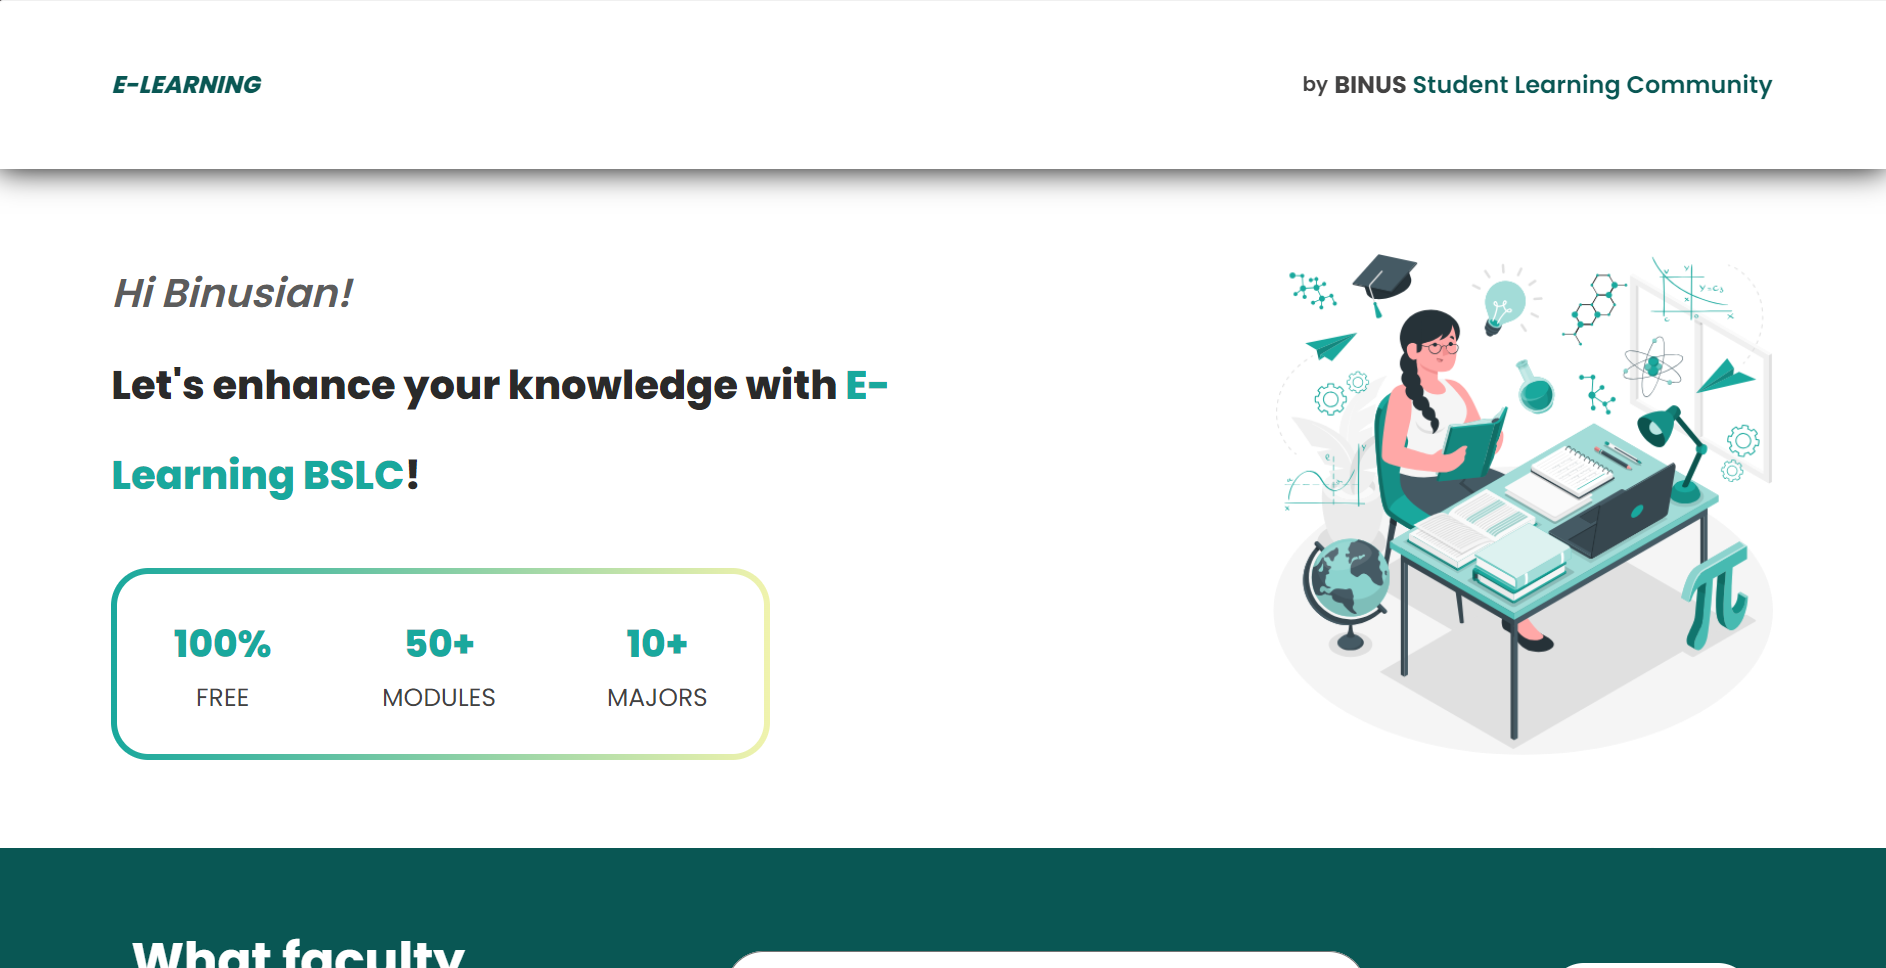 E-LEARNING
by BINUS Student Learning Community
Hi Binusian!
Let's enhance your knowledge with E-
Learning BSLC!
100%
FREE
50+
MODULES
10+
MAJORS
What faculty